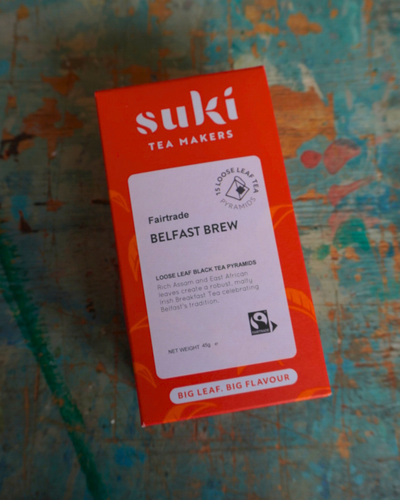 suki
TEA MAKERS
15 LOOSE LEAF TEA
PYRAMIDS
Fairtrade
BELFAST BREW
LOOSE LEAF BLACK TEA PYRAMIDS
Rich Assam and East African
leaves create a robust, malty
Irish Breakfast Tea celebrating
Belfast's tradition.
NET WEIGHT
BIG LEAF. BIG FLAVOUR